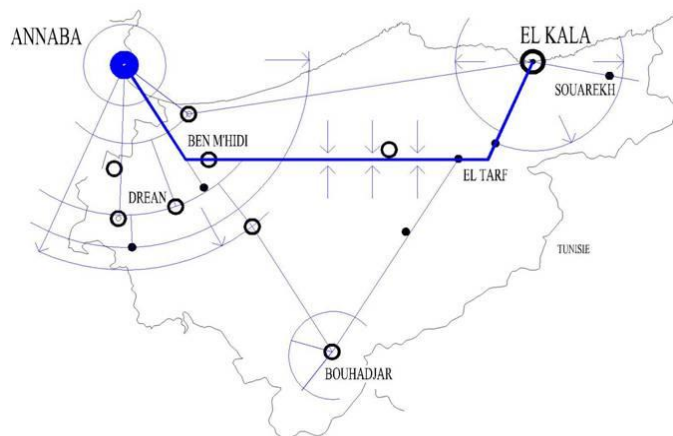 ANNABA
EL KALA
SOUAREKH
BEN M'HIDI
EL TARF
DREAN
TUNISIE
BOUHADJAR